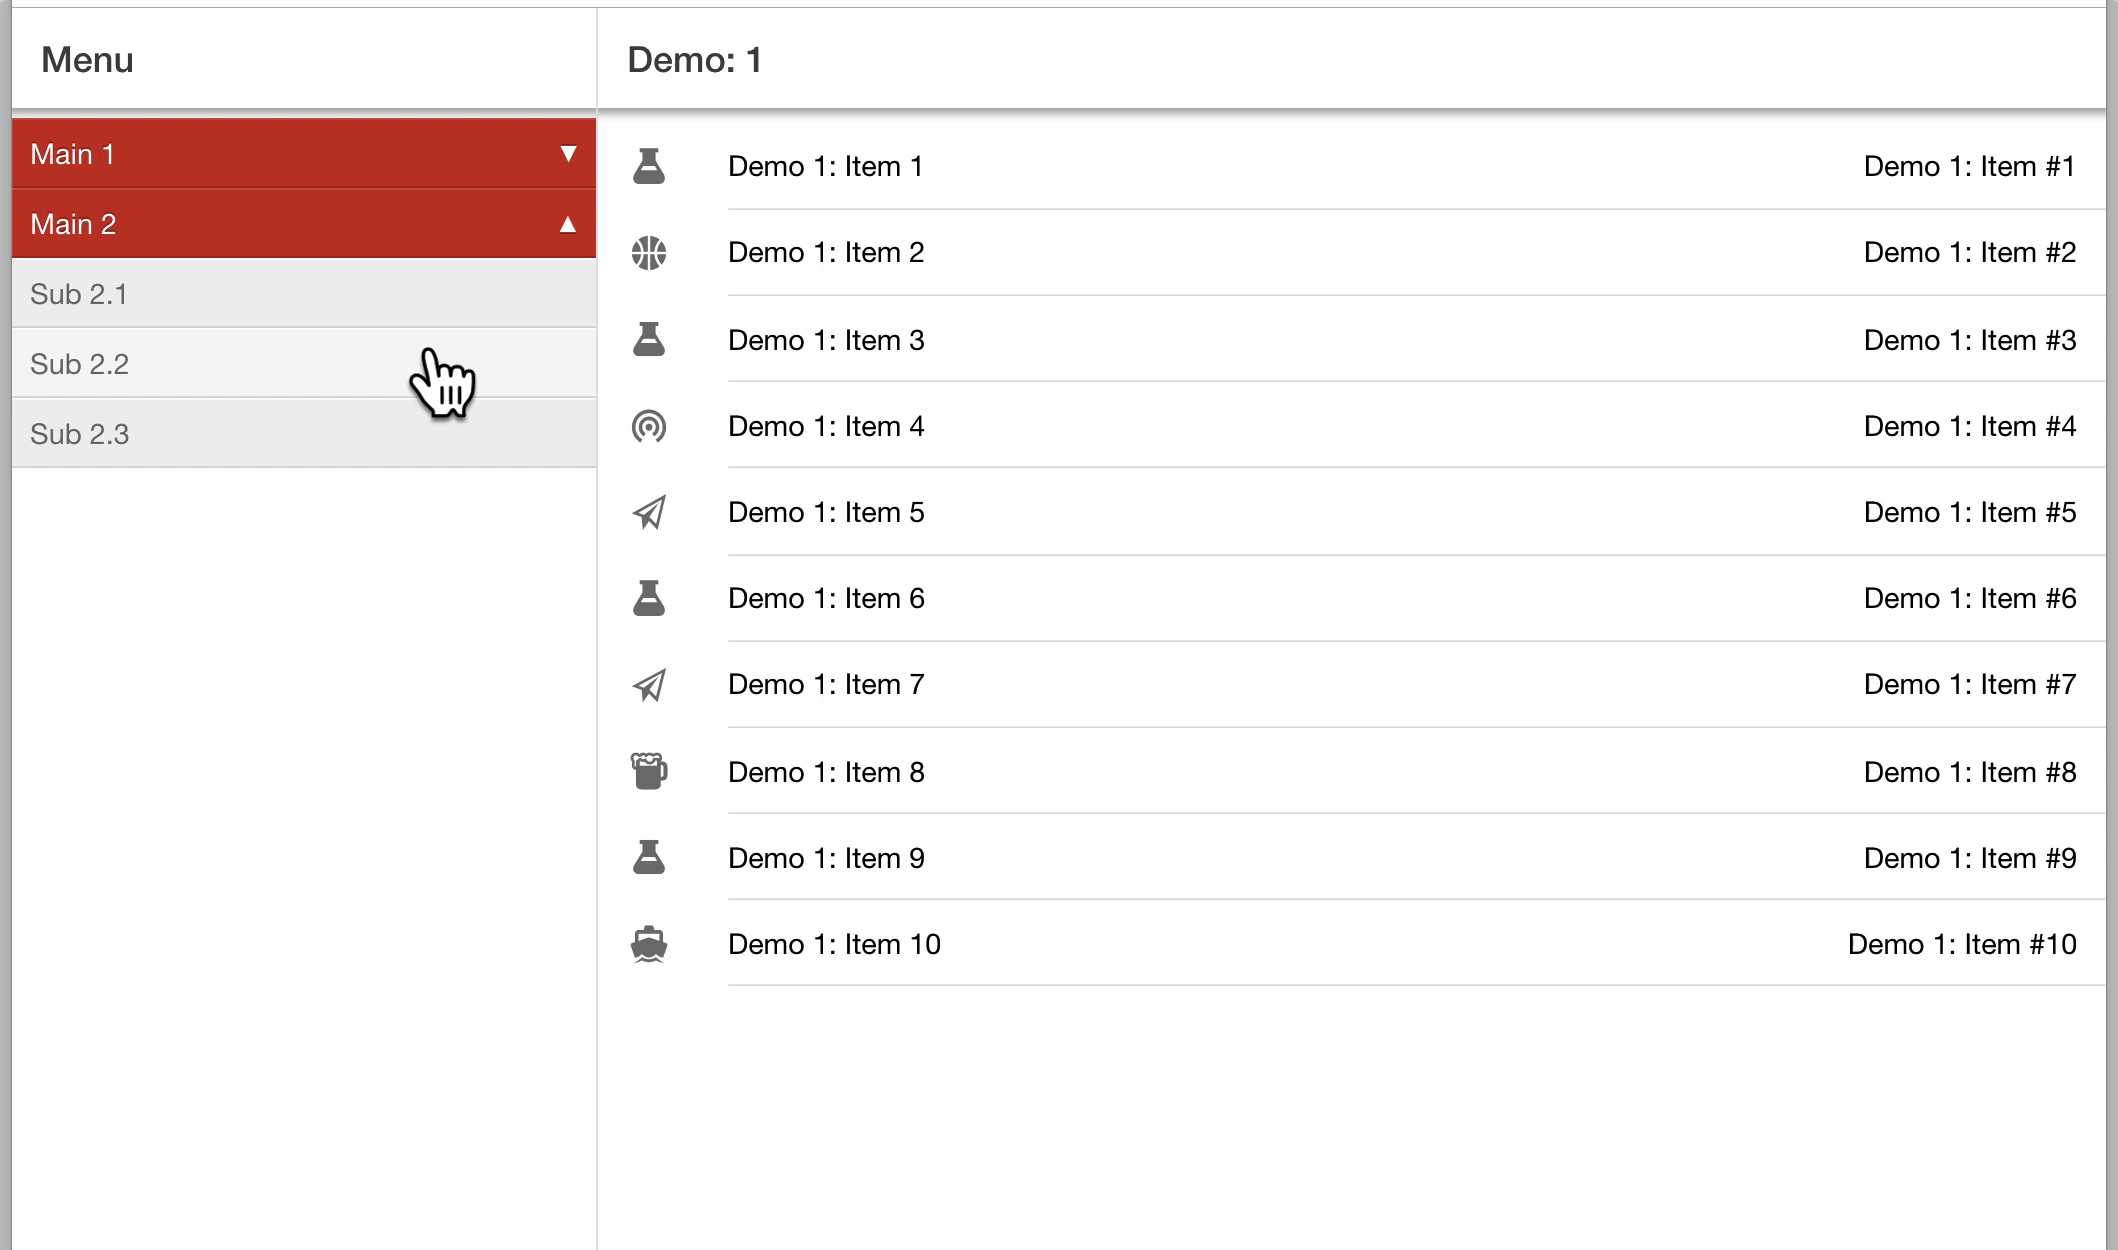 Menu
Demo: 1
Main 1 ▼
Main 2 ▲
Sub 2.1
Sub 2.2
Sub 2.3
Demo 1: Item 1 Demo 1: Item #1
Demo 1: Item 2 Demo 1: Item #2
Demo 1: Item 3 Demo 1: Item #3
Demo 1: Item 4 Demo 1: Item #4
Demo 1: Item 5 Demo 1: Item #5
Demo 1: Item 6 Demo 1: Item #6
Demo 1: Item 7 Demo 1: Item #7
Demo 1: Item 8 Demo 1: Item #8
Demo 1: Item 9 Demo 1: Item #9
Demo 1: Item 10 Demo 1: Item #10